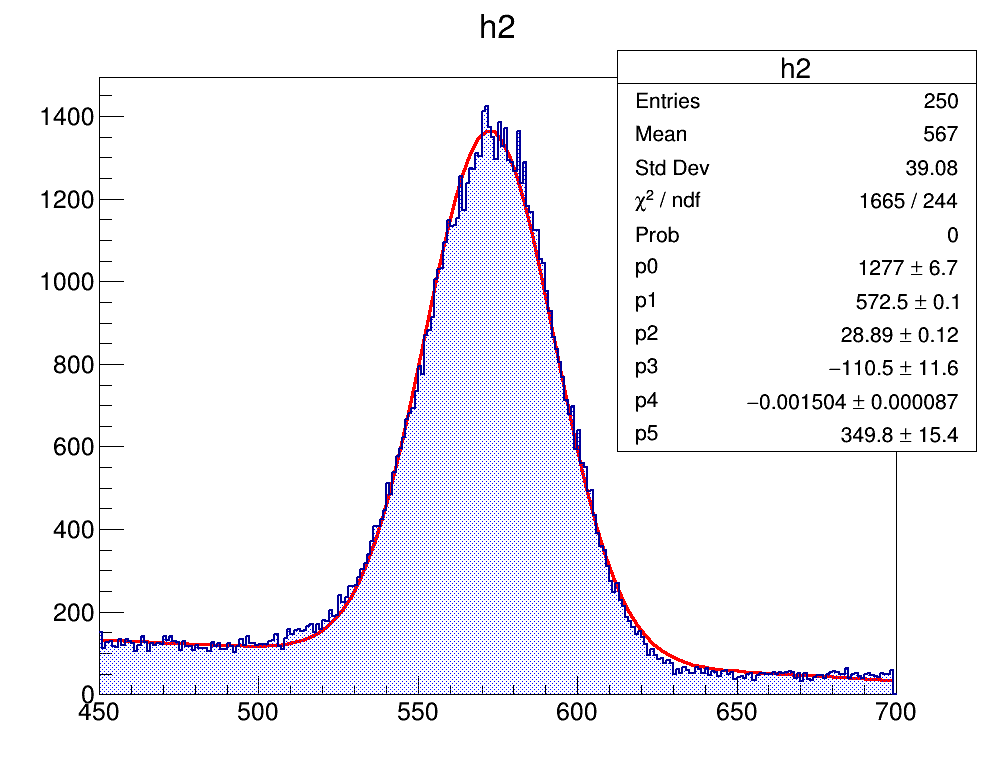 h2
h2
Entries 250
Mean 567
Std Dev 39.08
χ² / ndf 1665 / 244
Prob 0
p0 1277 ± 6.7
p1 572.5 ± 0.1
p2 28.89 ± 0.12
p3 −110.5 ± 11.6
p4 −0.001504 ± 0.000087
p5 349.8 ± 15.4
1400
1200
1000
800
600
400
200
0
450 500 550 600 650 700